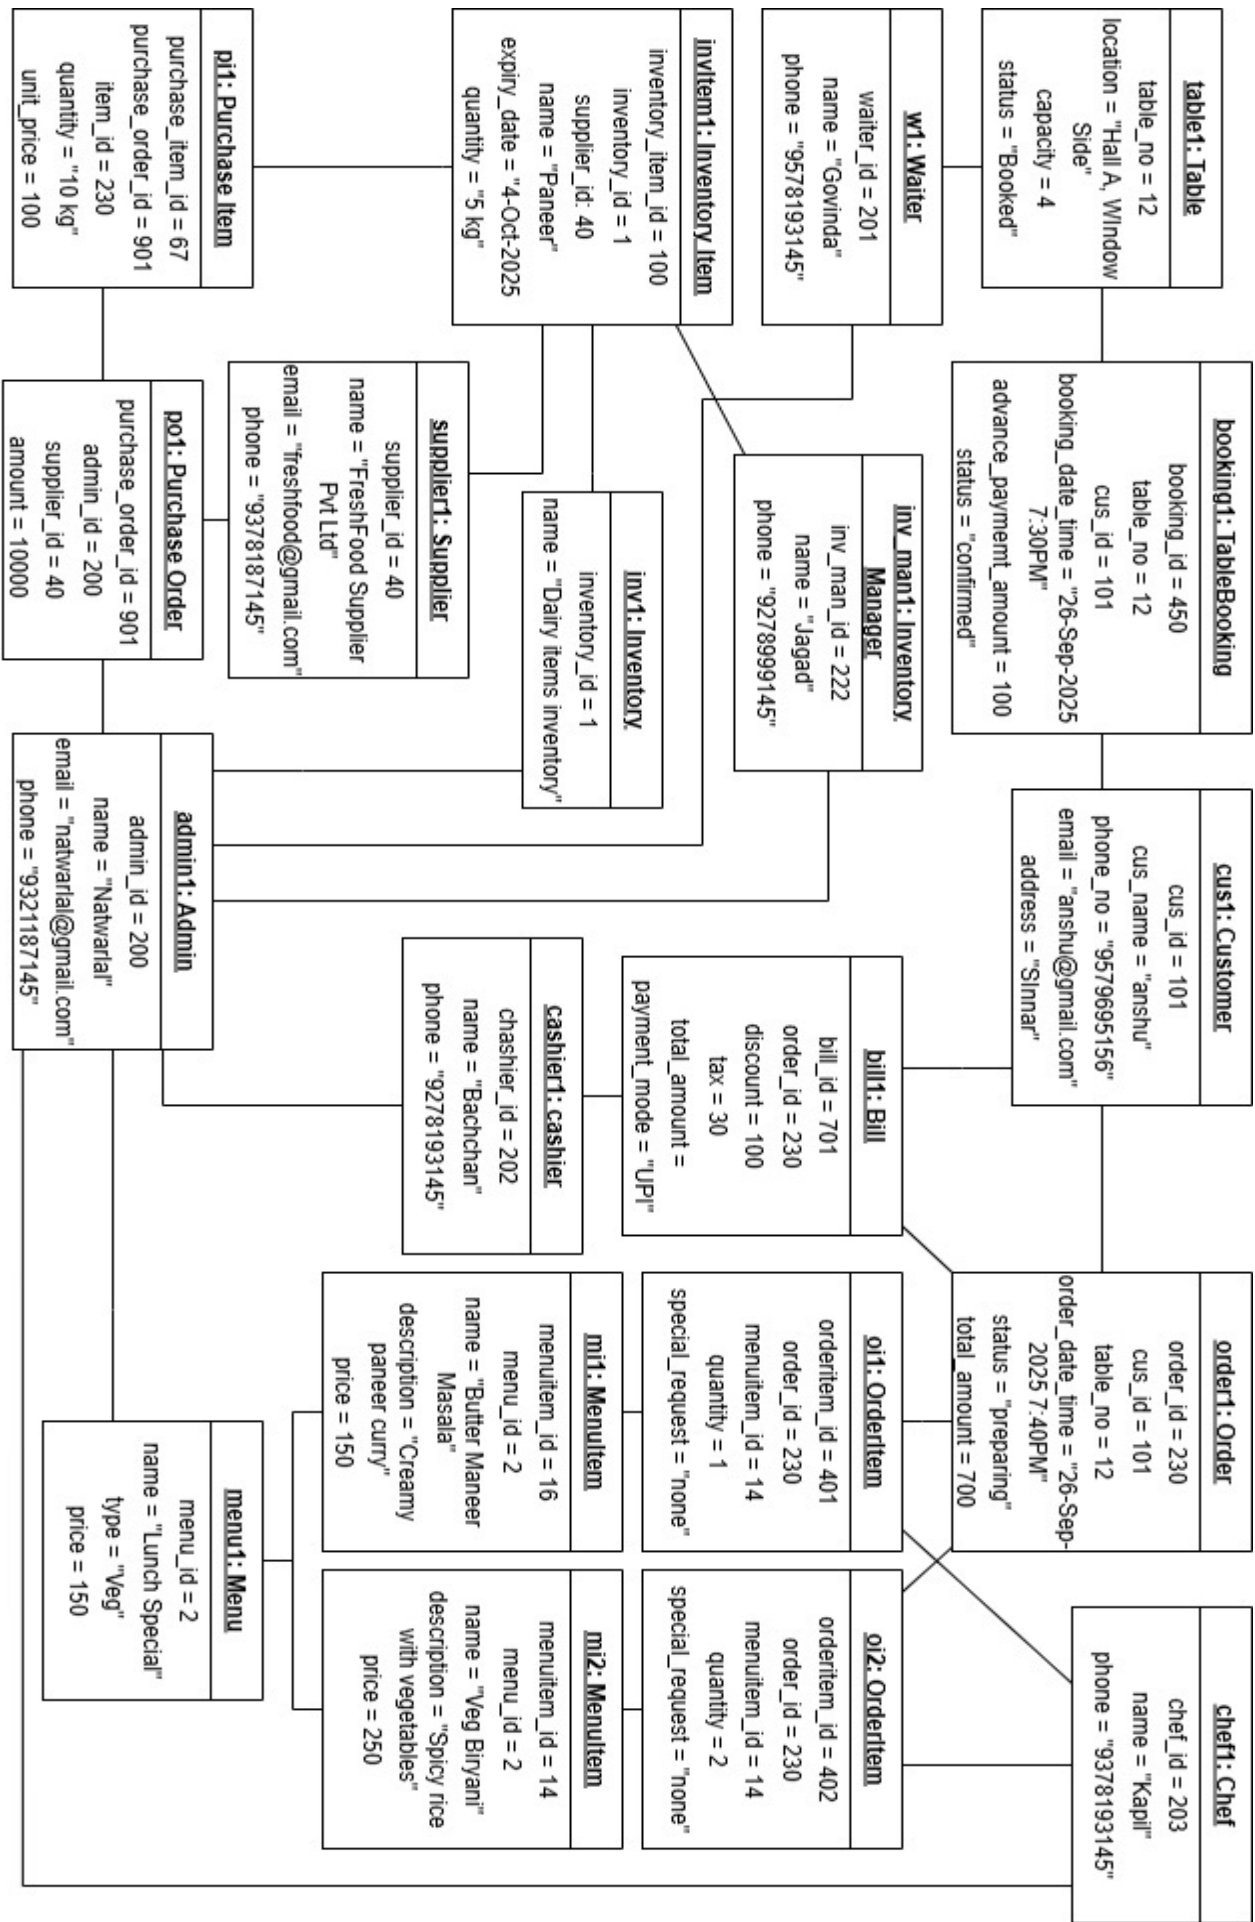 table1: Table
table_no = 12
location = "Hall A, WIndow
Side"
capacity = 4
status = "Booked"
booking1: TableBooking
booking_id = 450
table_no = 12
cus_id = 101
booking_date_time = "26-Sep-2025
7:30PM"
advance_paymemt_amount = 100
status = "confirmed"
cus1: Customer
cus_id = 101
cus_name = "anshu"
phone_no = "9579695156"
email = "anshu@gmail.com"
address = "SInnar"
order1: Order
order_id = 230
cus_id = 101
table_no = 12
order_date_time = "26-Sep-
2025 7:40PM"
status = "preparing"
total_amount = 700
chef1: Chef
chef_id = 203
name = "Kapil"
phone = "9378193145"
w1: Waiter
waiter_id = 201
name = "Govinda"
phone = "9578193145"
inv_man1: Inventory
Manager
inv_man_id = 222
name = "Jagad"
phone = "9278999145"
bill1: Bill
bill_id = 701
order_id = 230
discount = 100
tax = 30
total_amount =
payment_mode = "UPI"
oi1: OrderItem
orderitem_id = 401
order_id = 230
menuitem_id = 14
quantity = 1
special_request = "none"
oi2: OrderItem
orderitem_id = 402
order_id = 230
menuitem_id = 14
quantity = 2
special_request = "none"
invItem1: Inventory Item
inventory_item_id = 100
inventory_id = 1
supplier_id: 40
name = "Paneer"
expiry_date = "4-Oct-2025
quantity = "5 kg"
inv1: Inventory
inventory_id = 1
name = "Dairy items inventory"
cashier1: cashier
chashier_id = 202
name = "Bachchan"
phone = "9278193145"
mi1: MenuItem
menuitem_id = 16
menu_id = 2
name = "Butter Maneer
Masala"
description = "Creamy
paneer curry"
price = 150
mi2: MenuItem
menuitem_id = 14
menu_id = 2
name = "Veg Biryani"
description = "Spicy rice
with vegetables"
price = 250
supplier1: Supplier
supplier_id = 40
name = "FreshFood Supplier
Pvt Ltd"
email = "freshfood@gmail.com"
phone = "9378187145"
pi1: Purchase Item
purchase_item_id = 67
purchase_order_id = 901
item_id = 230
quantity = "10 kg"
unit_price = 100
po1: Purchase Order
purchase_order_id = 901
admin_id = 200
supplier_id = 40
amount = 10000
admin1: Admin
admin_id = 200
name = "Natwarlal"
email = "natwarlal@gmail.com"
phone = "9321187145"
menu1: Menu
menu_id = 2
name = "Lunch Special"
type = "Veg"
price = 150